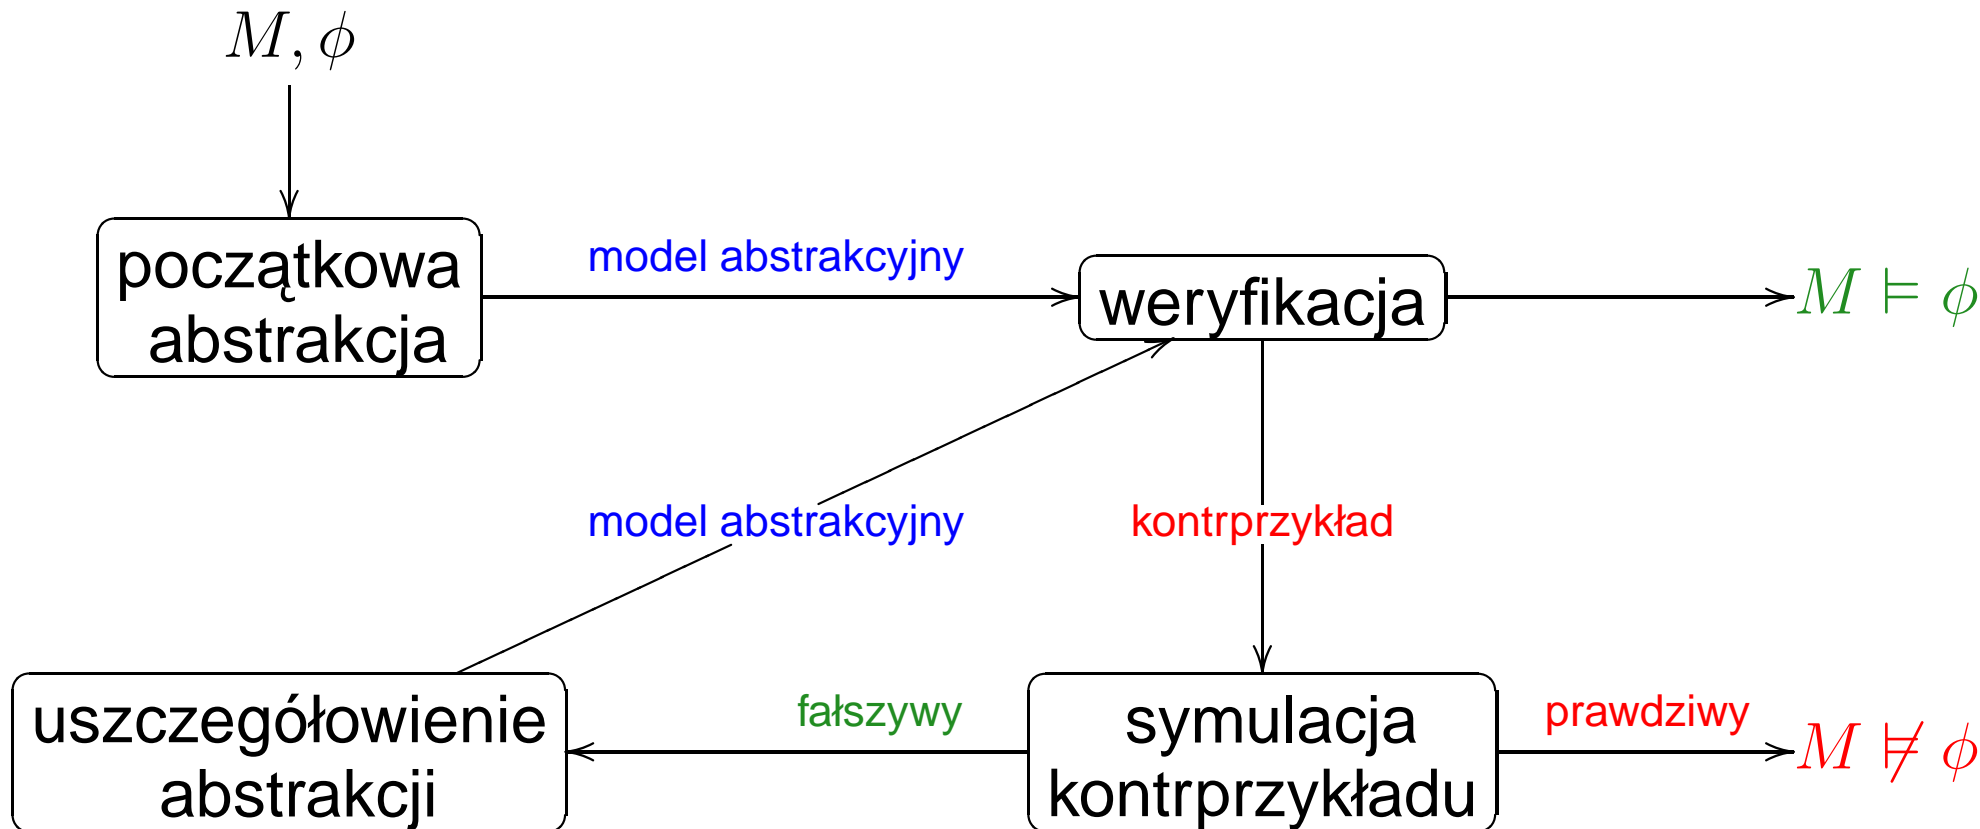 M, ϕ
początkowa
abstrakcja
model abstrakcyjny
weryfikacja
M ⊨ ϕ
model abstrakcyjny
kontrprzykład
uszczegółowienie
abstrakcji
fałszywy
symulacja
kontrprzykładu
prawdziwy
M ⊭ ϕ